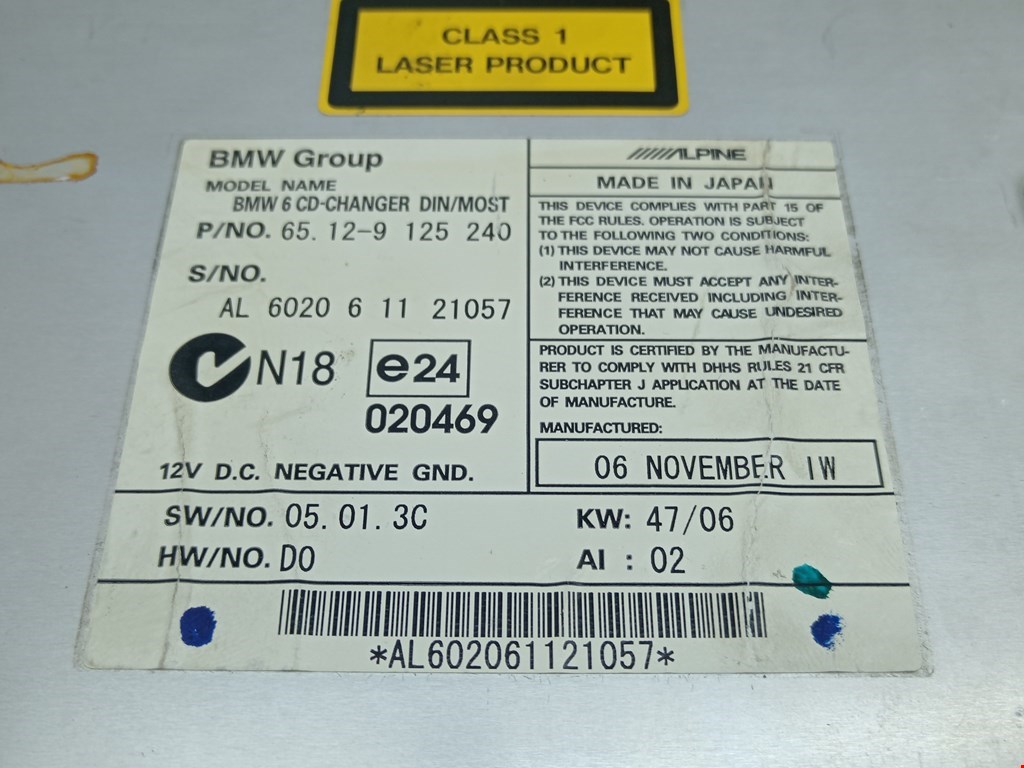 CLASS 1
LASER PRODUCT
BMW Group
MODEL NAME
BMW 6 CD-CHANGER DIN/MOST
P/NO. 65. 12-9 125 240
S/NO.
AL 6020 6 11 21057
N18
e24
020469
12V D.C. NEGATIVE GND.
ALPINE
MADE IN JAPAN
THIS DEVICE COMPLIES WITH PART 15 OF
THE FCC RULES. OPERATION IS SUBJECT
TO THE FOLLOWING TWO CONDITIONS:
(1) THIS DEVICE MAY NOT CAUSE HARMFUL
INTERFERENCE.
(2) THIS DEVICE MUST ACCEPT ANY INTER-
FERENCE RECEIVED INCLUDING INTER-
FERENCE THAT MAY CAUSE UNDESIRED
OPERATION.
PRODUCT IS CERTIFIED BY THE MANUFACTU-
RER TO COMPLY WITH DHHS RULES 21 CFR
SUBCHAPTER J APPLICATION AT THE DATE
OF MANUFACTURE.
MANUFACTURED:
06 NOVEMBER IW
SW/NO. 05. 01. 3C
KW: 47/06
HW/NO. D0
AI : 02
*AL602061121057*